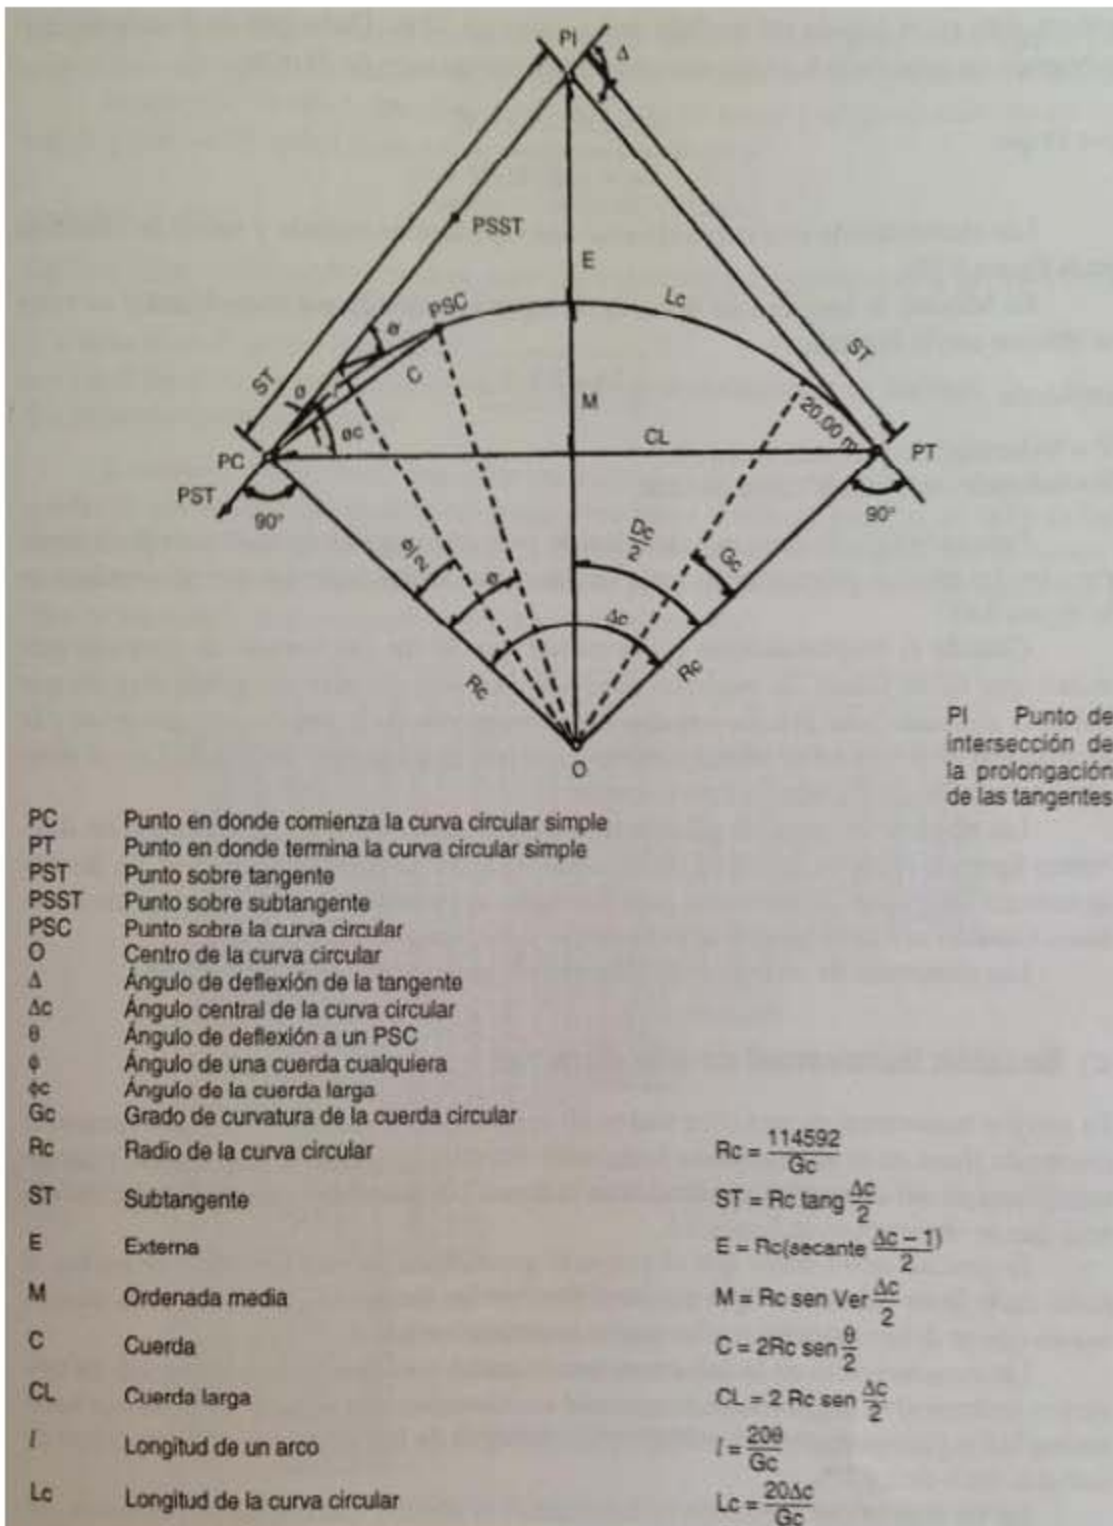 PI
Δ
PSST
E
PSC
Lc
θ
ST
ST
C
M
ø
øc
20.00 m
CL
PC
PT
PST
90°
90°
Dc/2
Gc
ϕ/2
Δc
Rc
Rc
O
PI Punto de
intersección de
la prolongación
de las tangentes
PC Punto en donde comienza la curva circular simple
PT Punto en donde termina la curva circular simple
PST Punto sobre tangente
PSST Punto sobre subtangente
PSC Punto sobre la curva circular
O Centro de la curva circular
Δ Ángulo de deflexión de la tangente
Δc Ángulo central de la curva circular
θ Ángulo de deflexión a un PSC
ϕ Ángulo de una cuerda cualquiera
ϕc Ángulo de la cuerda larga
Gc Grado de curvatura de la cuerda circular
Rc Radio de la curva circular Rc = 114592/Gc
ST Subtangente ST = Rc tang Δc/2
E Externa E = Rc(secante Δc – 1)/2
M Ordenada media M = Rc sen Ver Δc/2
C Cuerda C = 2Rc sen θ/2
CL Cuerda larga CL = 2 Rc sen Δc/2
l Longitud de un arco l = 20θ/Gc
Lc Longitud de la curva circular Lc = 20Δc/Gc